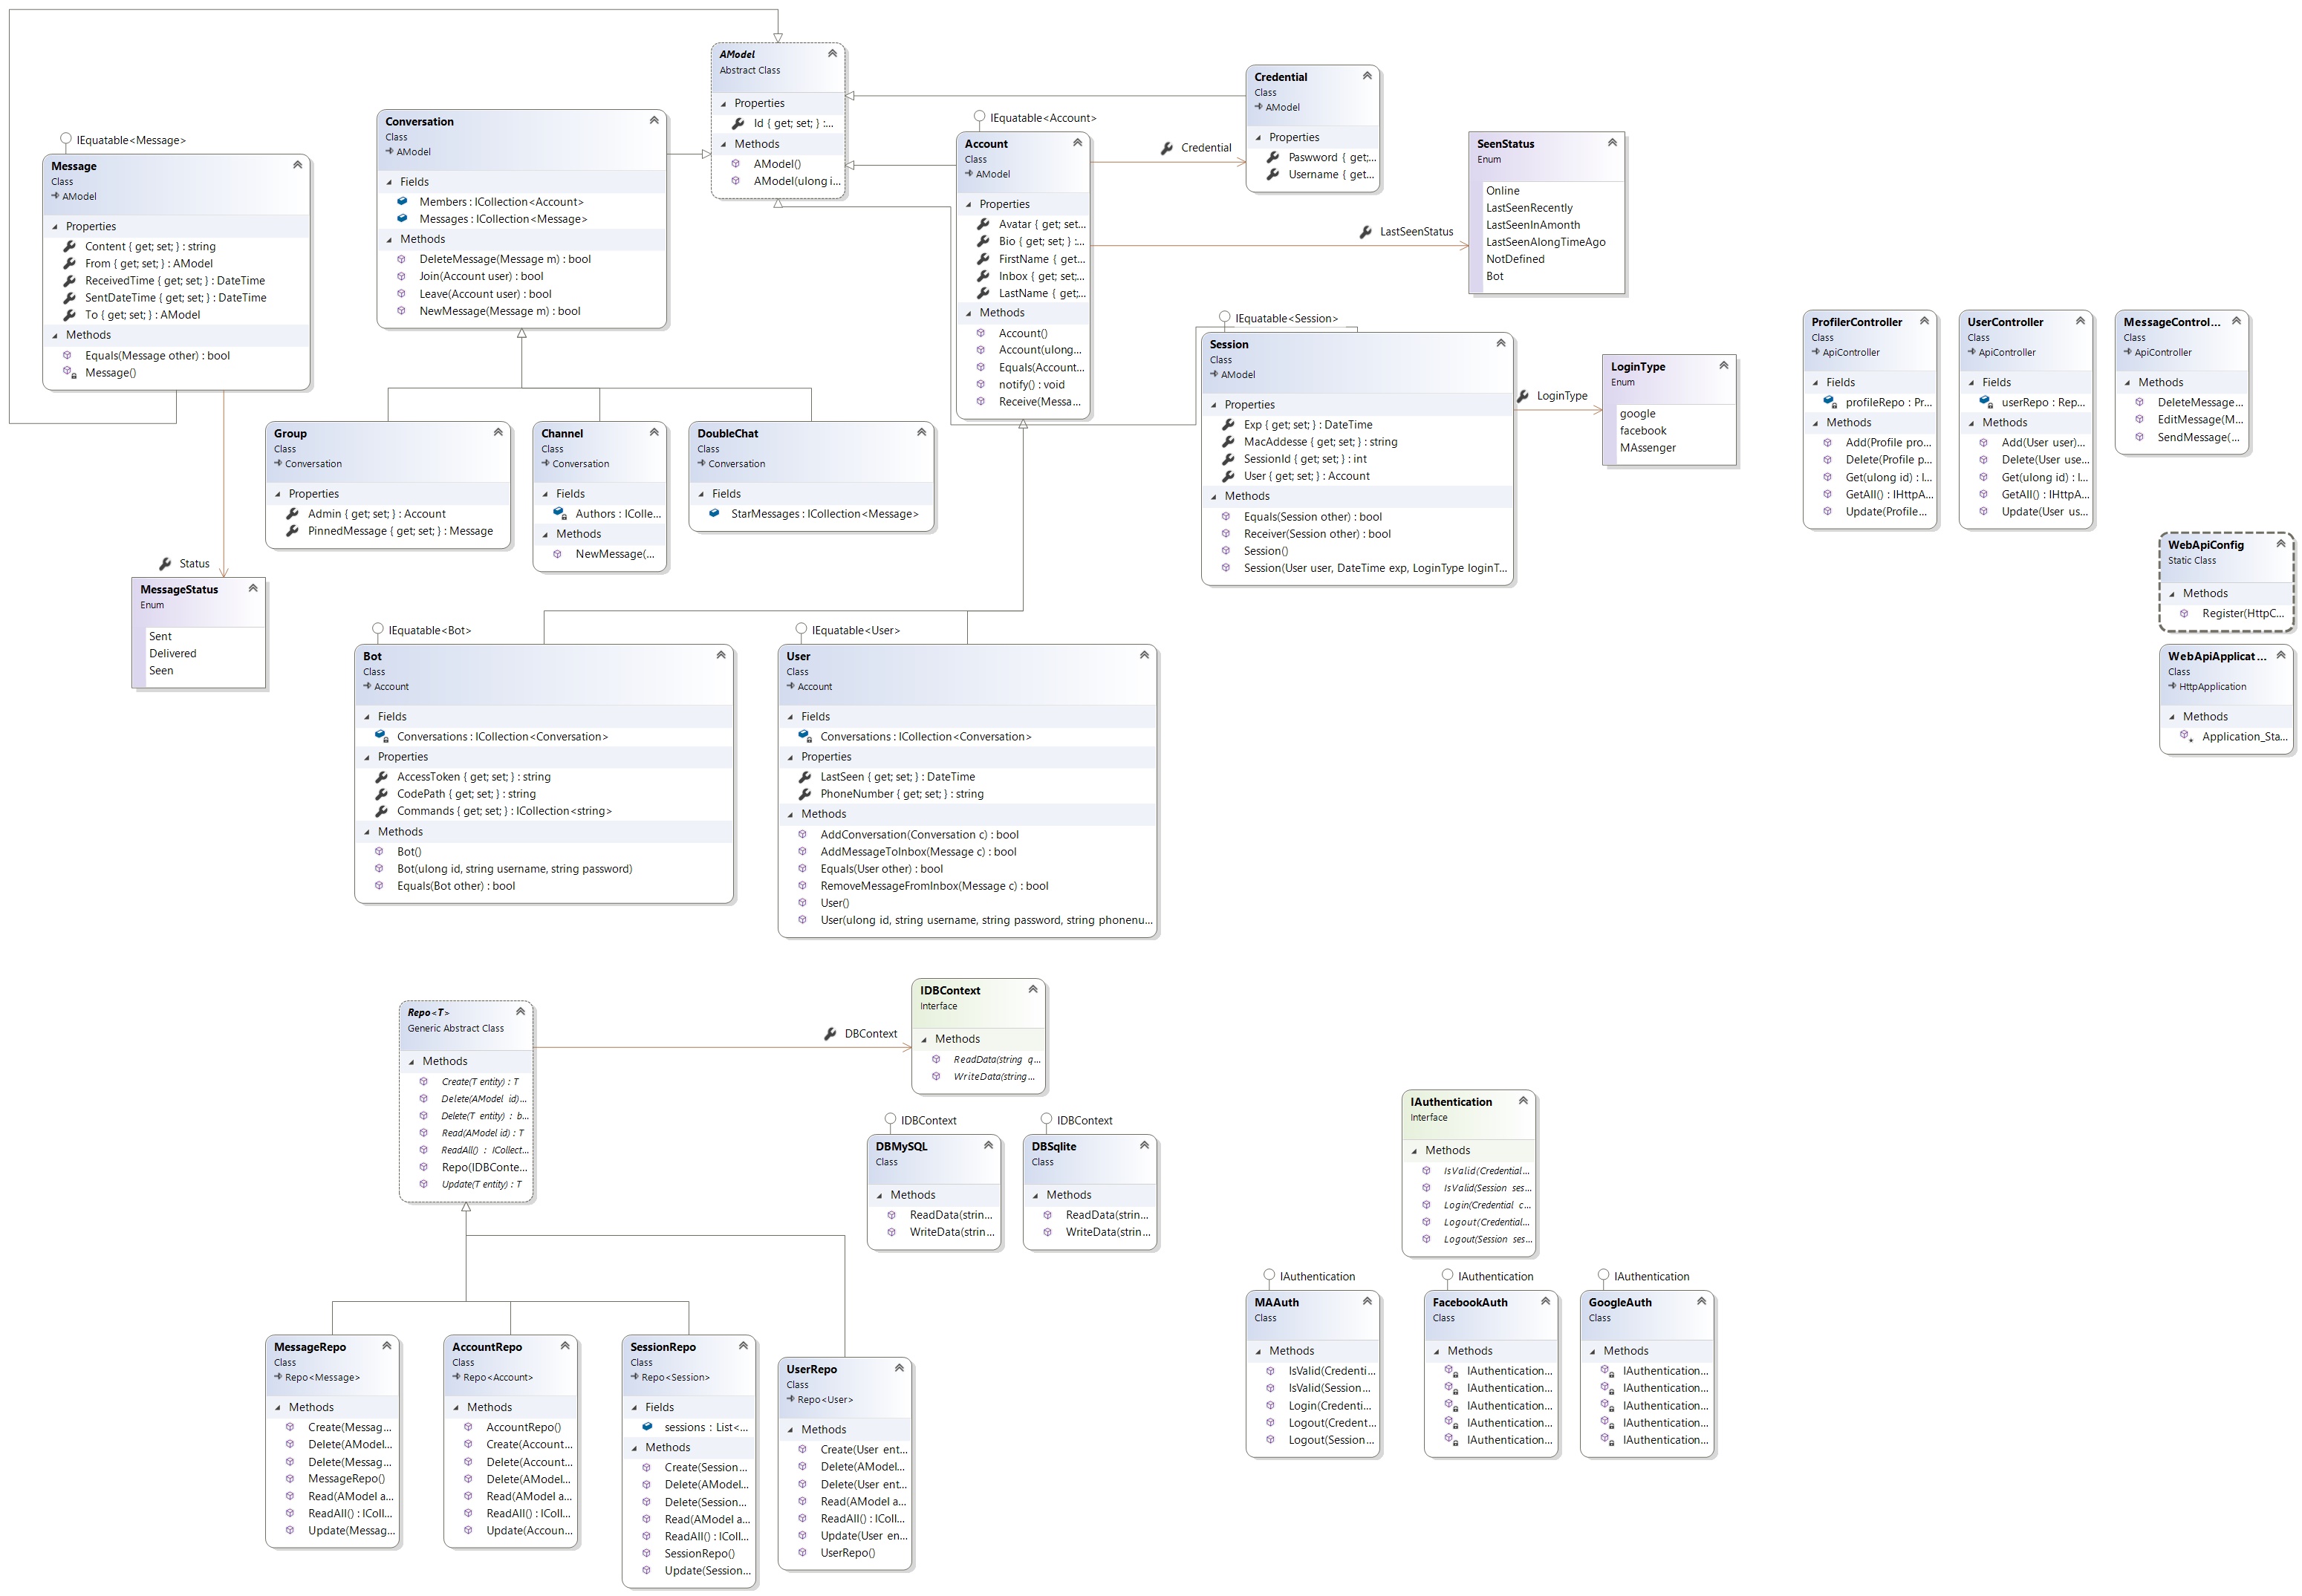 AModel
Abstract Class
Properties
Id { get; set; } :...
Methods
AModel()
AModel(ulong i...
Credential
Class
AModel
Properties
Paswword { get;...
Username { get...
IEquatable<Message>
Message
Class
AModel
Properties
Content { get; set; } : string
From { get; set; } : AModel
ReceivedTime { get; set; } : DateTime
SentDateTime { get; set; } : DateTime
To { get; set; } : AModel
Methods
Equals(Message other) : bool
Message()
Conversation
Class
AModel
Fields
Members : ICollection<Account>
Messages : ICollection<Message>
Methods
DeleteMessage(Message m) : bool
Join(Account user) : bool
Leave(Account user) : bool
NewMessage(Message m) : bool
IEquatable<Account>
Account
Class
AModel
Properties
Avatar { get; set...
Bio { get; set; } :...
FirstName { get...
Inbox { get; set;...
LastName { get;...
Methods
Account()
Account(ulong...
Equals(Account...
notify() : void
Receive(Messa...
Credential
LastSeenStatus
SeenStatus
Enum
Online
LastSeenRecently
LastSeenInAmonth
LastSeenAlongTimeAgo
NotDefined
Bot
IEquatable<Session>
Session
Class
AModel
Properties
Exp { get; set; } : DateTime
MacAddesse { get; set; } : string
SessionId { get; set; } : int
User { get; set; } : Account
Methods
Equals(Session other) : bool
Receiver(Session other) : bool
Session()
Session(User user, DateTime exp, LoginType loginT...
LoginType
LoginType
Enum
google
facebook
MAssenger
ProfilerController
Class
ApiController
Fields
profileRepo : Pr...
Methods
Add(Profile pro...
Delete(Profile p...
Get(ulong id) : I...
GetAll() : IHttpA...
Update(Profile...
UserController
Class
ApiController
Fields
userRepo : Rep...
Methods
Add(User user)...
Delete(User use...
Get(ulong id) : I...
GetAll() : IHttpA...
Update(User us...
MessageControl...
Class
ApiController
Methods
DeleteMessage...
EditMessage(M...
SendMessage(...
WebApiConfig
Static Class
Methods
Register(HttpC...
WebApiApplicat...
Class
HttpApplication
Methods
Application_Sta...
Group
Class
Conversation
Properties
Admin { get; set; } : Account
PinnedMessage { get; set; } : Message
Channel
Class
Conversation
Fields
Authors : IColle...
Methods
NewMessage(...
DoubleChat
Class
Conversation
Fields
StarMessages : ICollection<Message>
Status
MessageStatus
Enum
Sent
Delivered
Seen
IEquatable<Bot>
Bot
Class
Account
Fields
Conversations : ICollection<Conversation>
Properties
AccessToken { get; set; } : string
CodePath { get; set; } : string
Commands { get; set; } : ICollection<string>
Methods
Bot()
Bot(ulong id, string username, string password)
Equals(Bot other) : bool
IEquatable<User>
User
Class
Account
Fields
Conversations : ICollection<Conversation>
Properties
LastSeen { get; set; } : DateTime
PhoneNumber { get; set; } : string
Methods
AddConversation(Conversation c) : bool
AddMessageToInbox(Message c) : bool
Equals(User other) : bool
RemoveMessageFromInbox(Message c) : bool
User()
User(ulong id, string username, string password, string phonenu...
Repo<T>
Generic Abstract Class
Methods
Create(T entity) : T
Delete(AModel id)...
Delete(T entity) : b...
Read(AModel id) : T
ReadAll() : ICollect...
Repo(IDBConte...
Update(T entity) : T
DBContext
IDBContext
Interface
Methods
ReadData(string q...
WriteData(string...
IDBContext
DBMySQL
Class
Methods
ReadData(strin...
WriteData(strin...
IDBContext
DBSqlite
Class
Methods
ReadData(strin...
WriteData(strin...
IAuthentication
Interface
Methods
IsValid(Credential...
IsValid(Session ses...
Login(Credential c...
Logout(Credential...
Logout(Session ses...
IAuthentication
MAAuth
Class
Methods
IsValid(Credenti...
IsValid(Session...
Login(Credenti...
Logout(Credent...
Logout(Session...
IAuthentication
FacebookAuth
Class
Methods
IAuthentication...
IAuthentication...
IAuthentication...
IAuthentication...
IAuthentication...
IAuthentication
GoogleAuth
Class
Methods
IAuthentication...
IAuthentication...
IAuthentication...
IAuthentication...
IAuthentication...
MessageRepo
Class
Repo<Message>
Methods
Create(Messag...
Delete(AModel...
Delete(Messag...
MessageRepo()
Read(AModel a...
ReadAll() : IColl...
Update(Messag...
AccountRepo
Class
Repo<Account>
Methods
AccountRepo()
Create(Account...
Delete(Account...
Delete(AModel...
Read(AModel a...
ReadAll() : IColl...
Update(Accoun...
SessionRepo
Class
Repo<Session>
Fields
sessions : List<...
Methods
Create(Session...
Delete(AModel...
Delete(Session...
Read(AModel a...
ReadAll() : IColl...
SessionRepo()
Update(Session...
UserRepo
Class
Repo<User>
Methods
Create(User ent...
Delete(AModel...
Delete(User ent...
Read(AModel a...
ReadAll() : IColl...
Update(User en...
UserRepo()